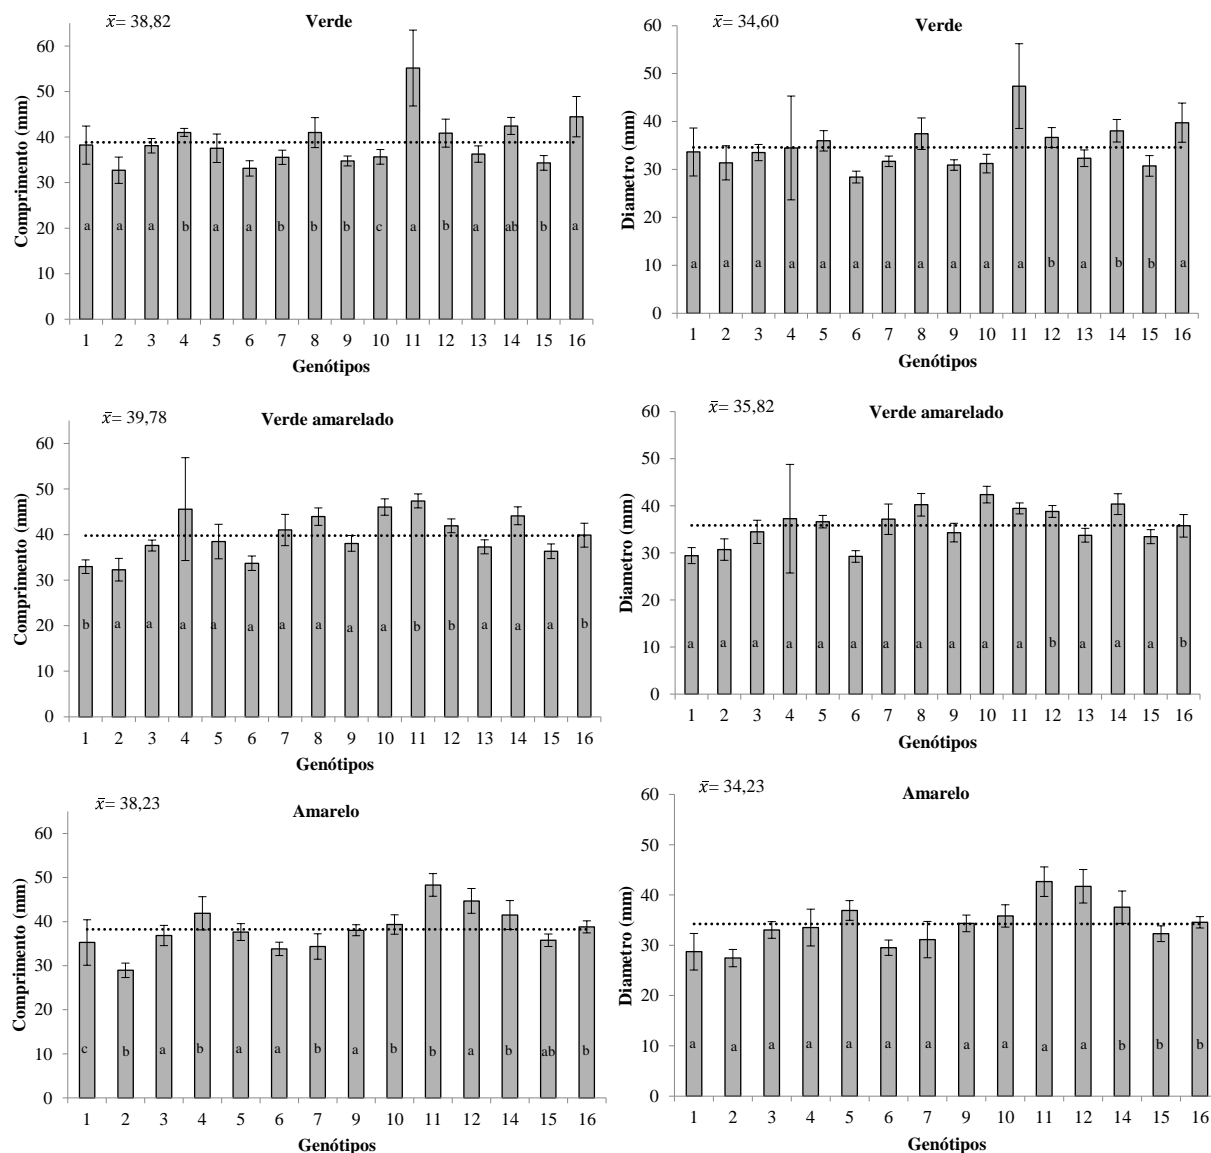 x̄= 38,82
Verde
Comprimento (mm)
60
50
40
30
20
10
0
a a a b a a b b b c a b a ab b a
1 2 3 4 5 6 7 8 9 10 11 12 13 14 15 16
Genótipos
x̄= 34,60
Verde
Diametro (mm)
60
50
40
30
20
10
0
a a a a a a a a a a a b a b b a
1 2 3 4 5 6 7 8 9 10 11 12 13 14 15 16
Genótipos
x̄= 39,78
Verde amarelado
Comprimento (mm)
60
50
40
30
20
10
0
b a a a a a a a a a b b a a a b
1 2 3 4 5 6 7 8 9 10 11 12 13 14 15 16
Genótipos
x̄= 35,82
Verde amarelado
Diametro (mm)
60
50
40
30
20
10
0
a a a a a a a a a a a b a a a b
1 2 3 4 5 6 7 8 9 10 11 12 13 14 15 16
Genótipos
x̄= 38,23
Amarelo
Comprimento (mm)
60
50
40
30
20
10
0
c b a b a a b a b b a b ab b
1 2 3 4 5 6 7 9 10 11 12 14 15 16
Genótipos
x̄= 34,23
Amarelo
Diametro (mm)
60
50
40
30
20
10
0
a a a a a a a a a a a b b b
1 2 3 4 5 6 7 9 10 11 12 14 15 16
Genótipos